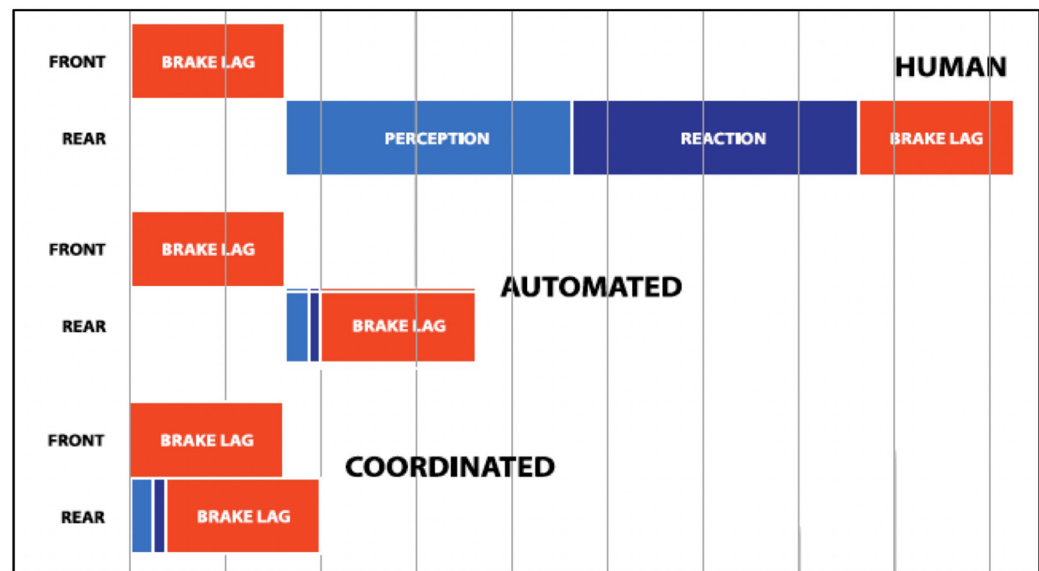 FRONT BRAKE LAG
HUMAN
REAR PERCEPTION REACTION BRAKE LAG
FRONT BRAKE LAG
AUTOMATED
REAR BRAKE LAG
FRONT BRAKE LAG
COORDINATED
REAR BRAKE LAG